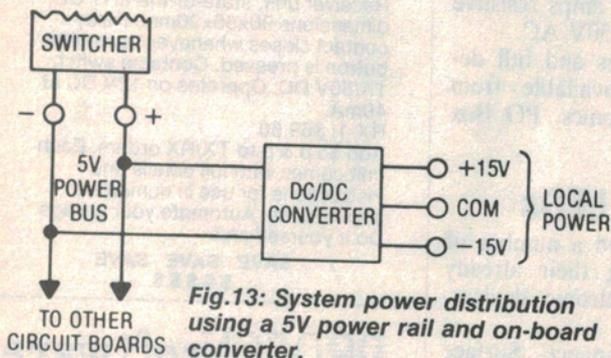 SWITCHER
- +
5V
POWER
BUS
DC/DC
CONVERTER
+15V
COM
-15V
LOCAL
POWER
TO OTHER
CIRCUIT BOARDS
Fig.13: System power distribution
using a 5V power rail and on-board
converter.